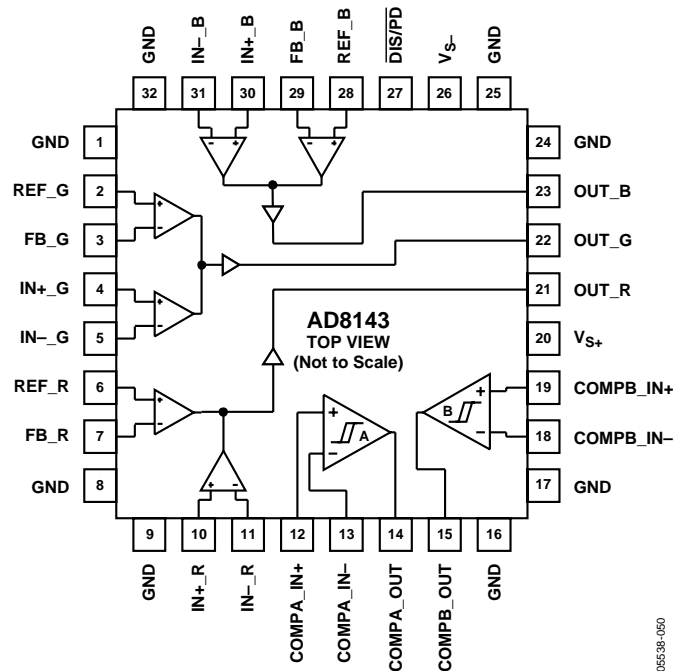 GND
IN–_B
IN+_B
FB_B
REF_B
DIS/PD
VS–
GND
32
31
30
29
28
27
26
25
– +
– +
GND 1
REF_G 2 +
FB_G 3 –
IN+_G 4 +
IN–_G 5 –
REF_R 6 +
FB_R 7 –
GND 8
24 GND
23 OUT_B
22 OUT_G
21 OUT_R
20 VS+
19 COMPB_IN+
18 COMPB_IN–
17 GND
AD8143
TOP VIEW
(Not to Scale)
+
–
A
B
+
–
+ –
9
10
11
12
13
14
15
16
GND
IN+_R
IN–_R
COMPA_IN+
COMPA_IN–
COMPA_OUT
COMPB_OUT
GND
05538-050